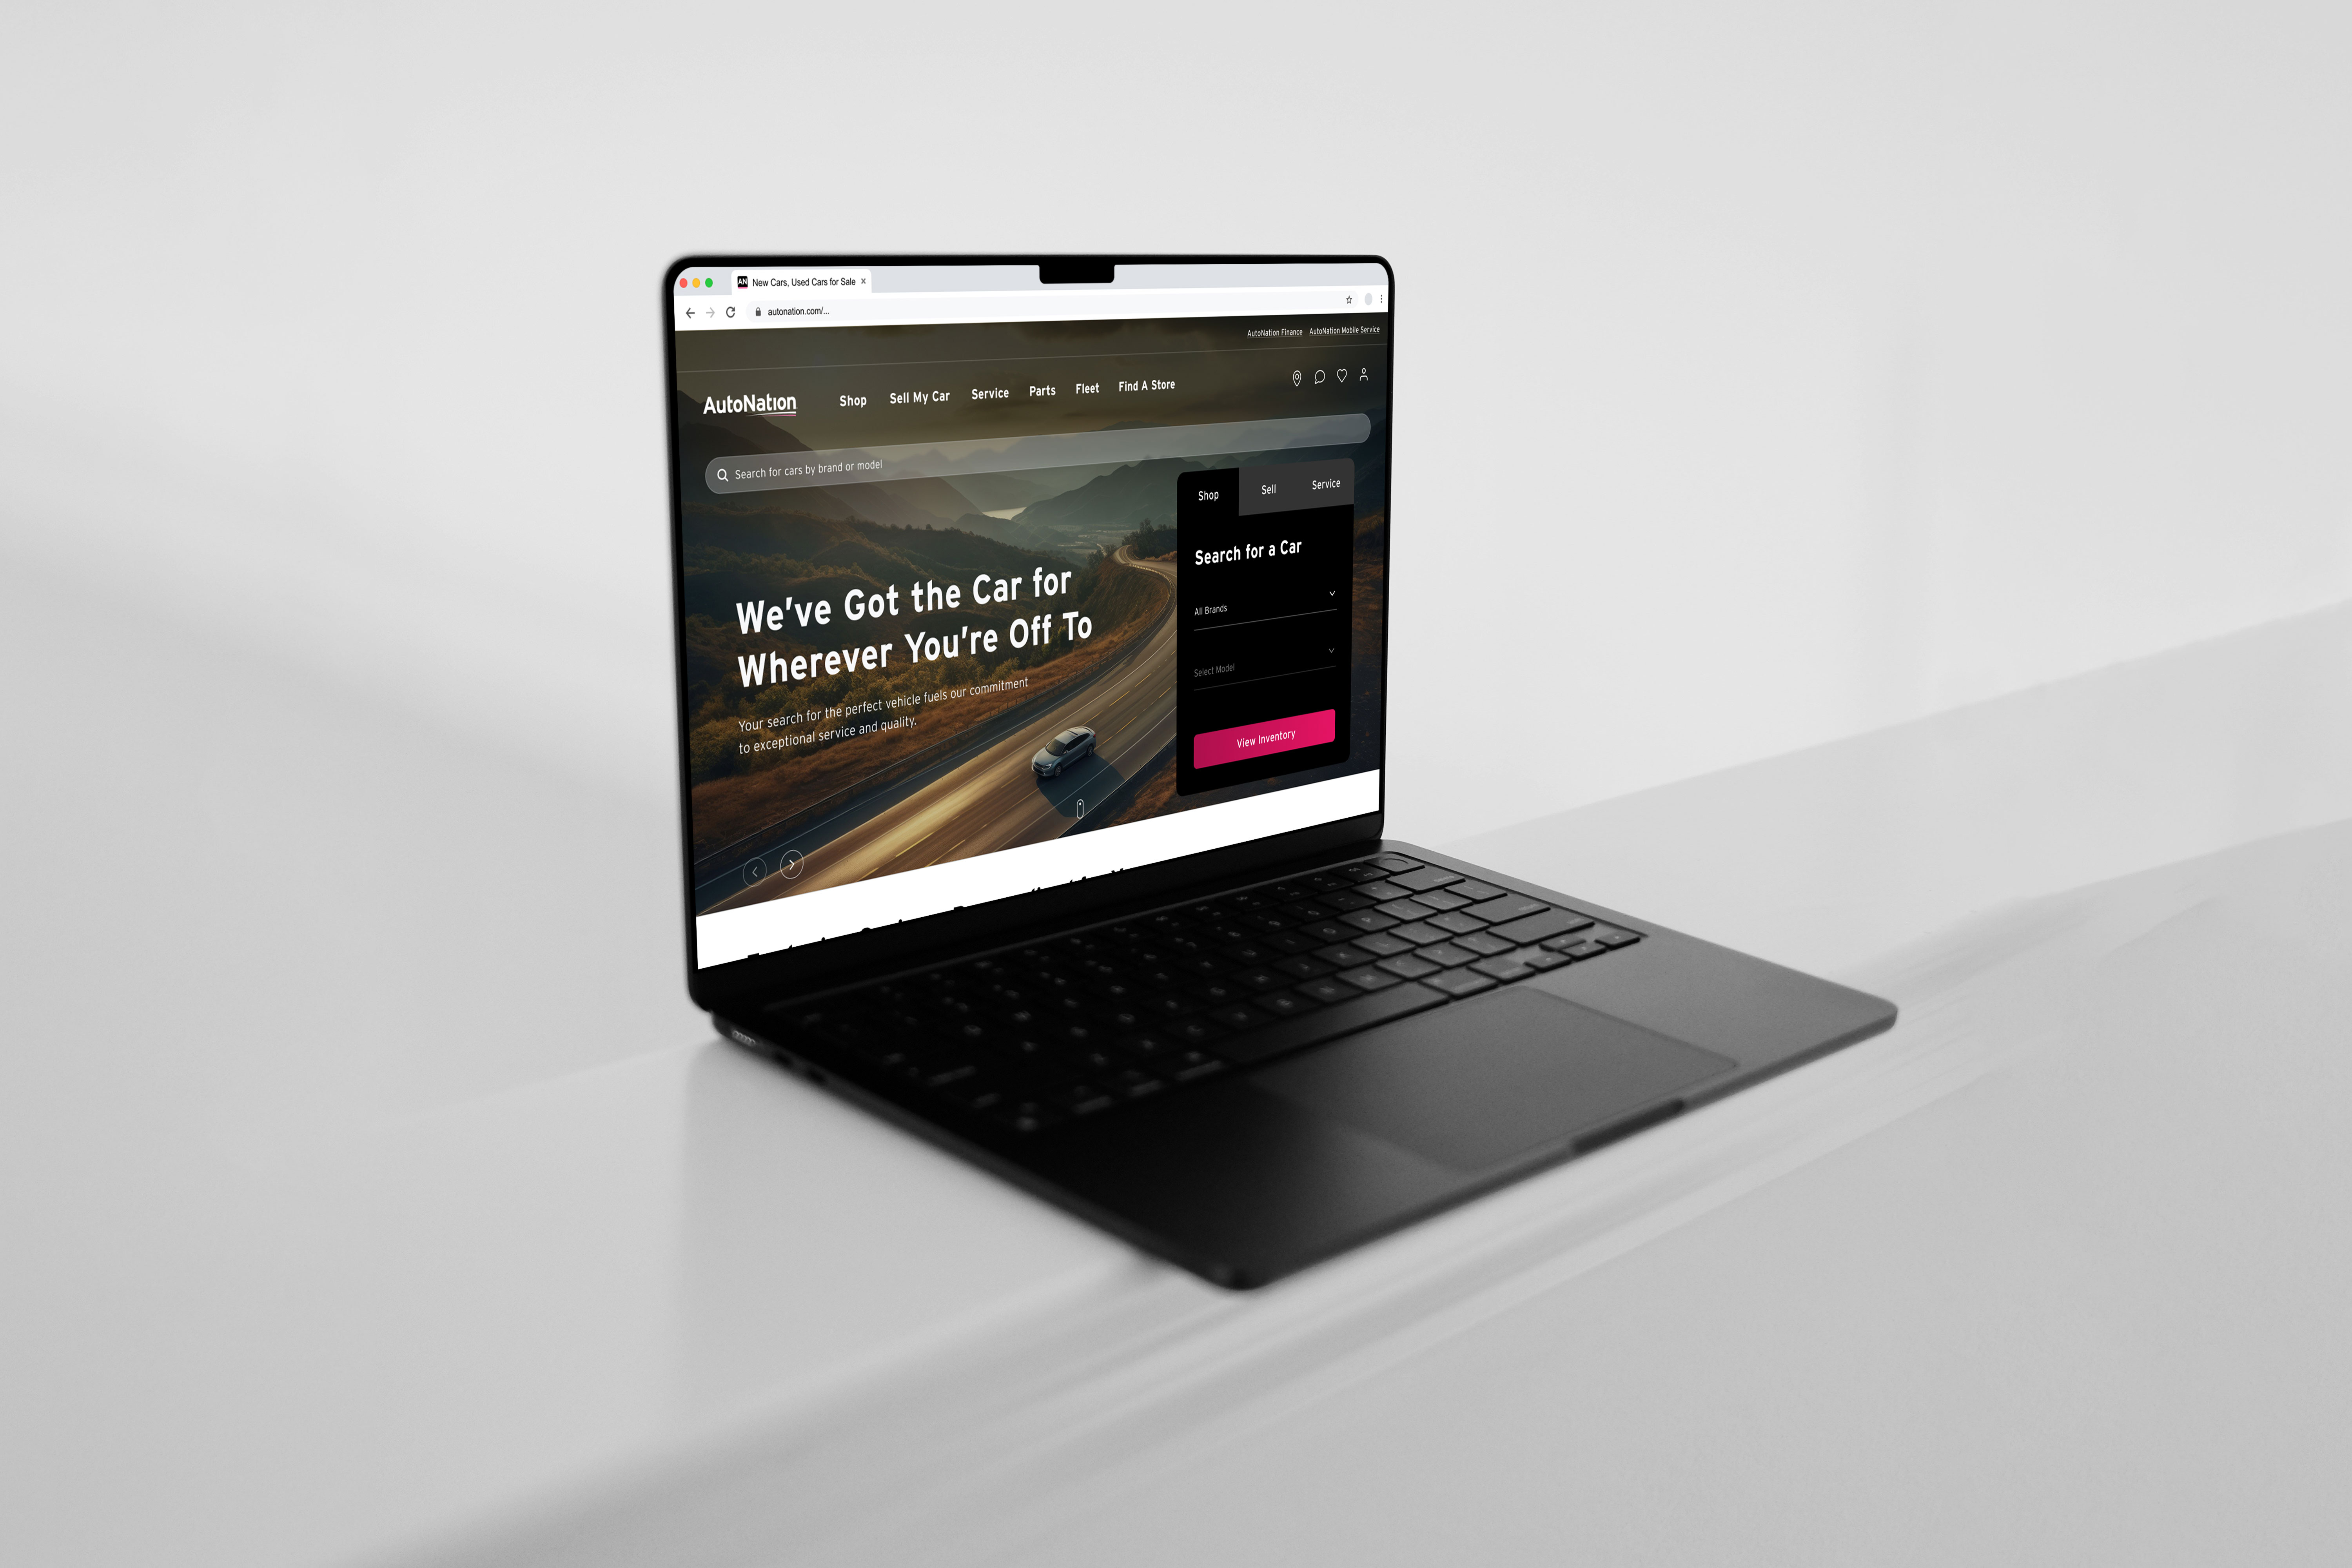 AN New Cars, Used Cars for Sale
autonation.com/...
AutoNation Finance AutoNation Mobile Service
AutoNation Shop Sell My Car Service Parts Fleet Find A Store
Search for cars by brand or model
Shop Sell Service
Search for a Car
All Brands
Select Model
View Inventory
We've Got the Car for
Wherever You're Off To
Your search for the perfect vehicle fuels our commitment
to exceptional service and quality.